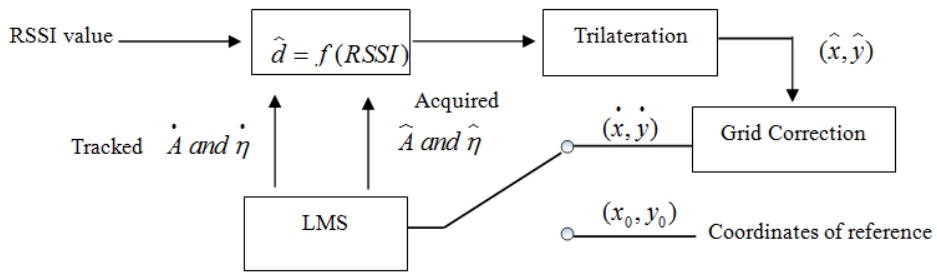 RSSI value
d̂ = f(RSSI)
Trilateration
(x̂, ŷ)
Acquired
Â and η̂
Tracked Ȧ and η̇
(ẋ, ẏ)
Grid Correction
LMS
(x₀, y₀)
Coordinates of reference